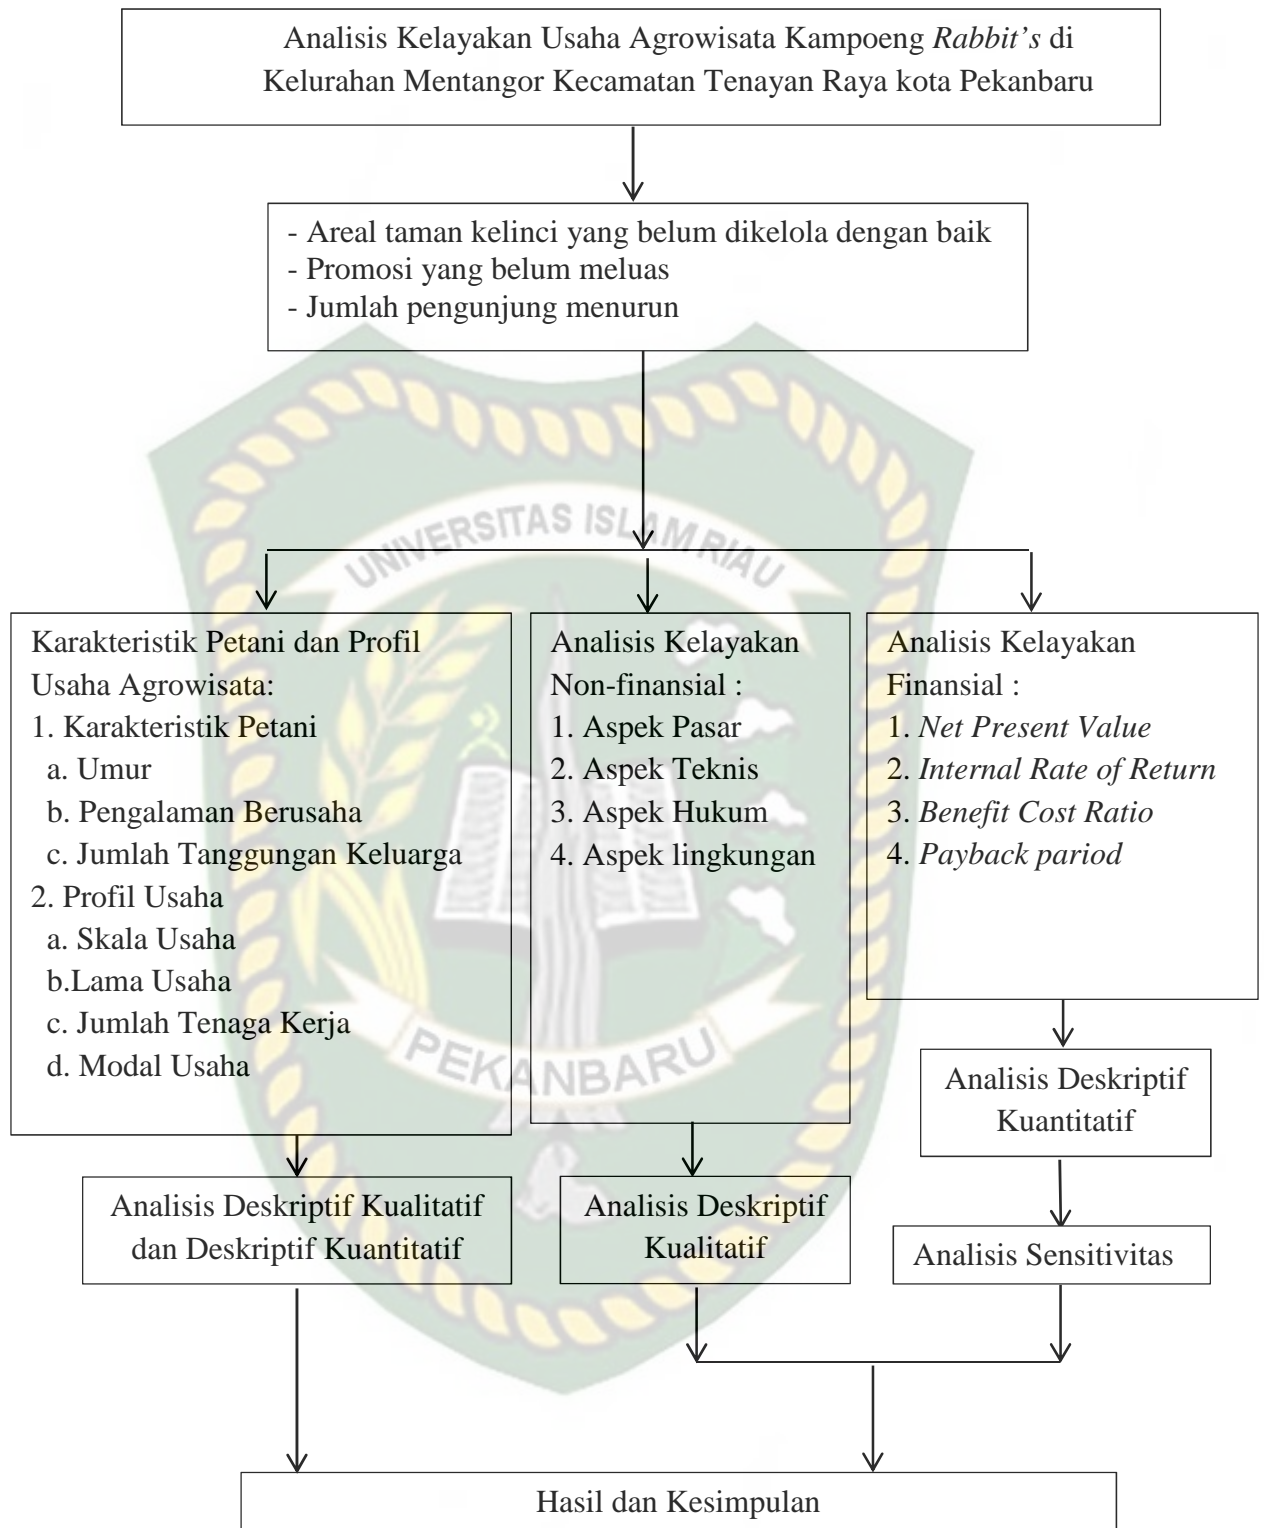 Analisis Kelayakan Usaha Agrowisata Kampoeng Rabbit's di
Kelurahan Mentangor Kecamatan Tenayan Raya kota Pekanbaru
- Areal taman kelinci yang belum dikelola dengan baik
- Promosi yang belum meluas
- Jumlah pengunjung menurun
UNIVERSITAS ISLAM RIAU
Karakteristik Petani dan Profil
Usaha Agrowisata:
1. Karakteristik Petani
a. Umur
b. Pengalaman Berusaha
c. Jumlah Tanggungan Keluarga
2. Profil Usaha
a. Skala Usaha
b.Lama Usaha
c. Jumlah Tenaga Kerja
d. Modal Usaha
Analisis Kelayakan
Non-finansial :
1. Aspek Pasar
2. Aspek Teknis
3. Aspek Hukum
4. Aspek lingkungan
Analisis Kelayakan
Finansial :
1. Net Present Value
2. Internal Rate of Return
3. Benefit Cost Ratio
4. Payback pariod
PEKANBARU
Analisis Deskriptif Kualitatif
dan Deskriptif Kuantitatif
Analisis Deskriptif
Kualitatif
Analisis Deskriptif
Kuantitatif
Analisis Sensitivitas
Hasil dan Kesimpulan